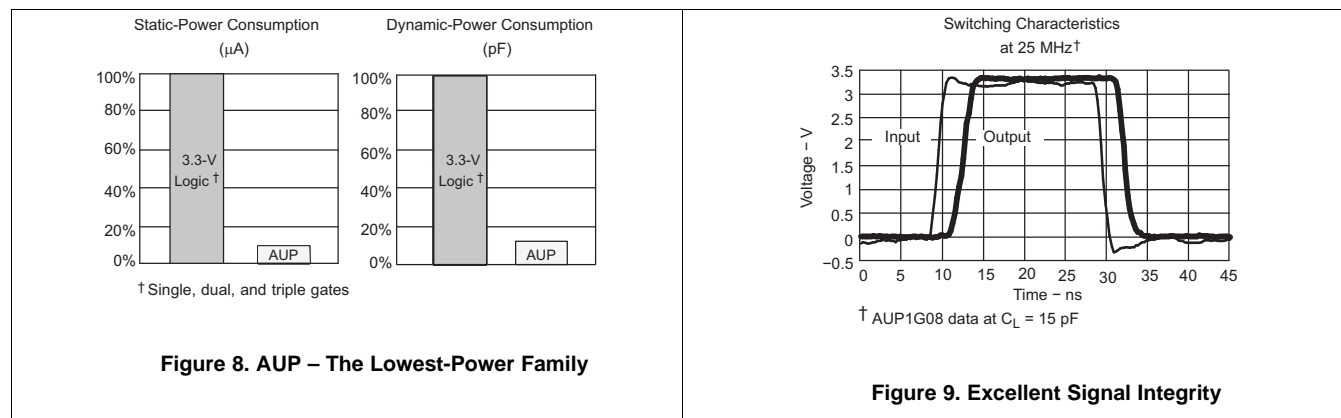 Static-Power Consumption
(μA)
100%
80%
60%
40%
20%
0%
3.3-V
Logic †
AUP
Dynamic-Power Consumption
(pF)
100%
80%
60%
40%
20%
0%
3.3-V
Logic †
AUP
† Single, dual, and triple gates
Figure 8. AUP – The Lowest-Power Family
Switching Characteristics
at 25 MHz†
Voltage – V
3.5
3
2.5
2
1.5
1
0.5
0
−0.5
Input
Output
0 5 10 15 20 25 30 35 40 45
Time – ns
† AUP1G08 data at CL = 15 pF
Figure 9. Excellent Signal Integrity